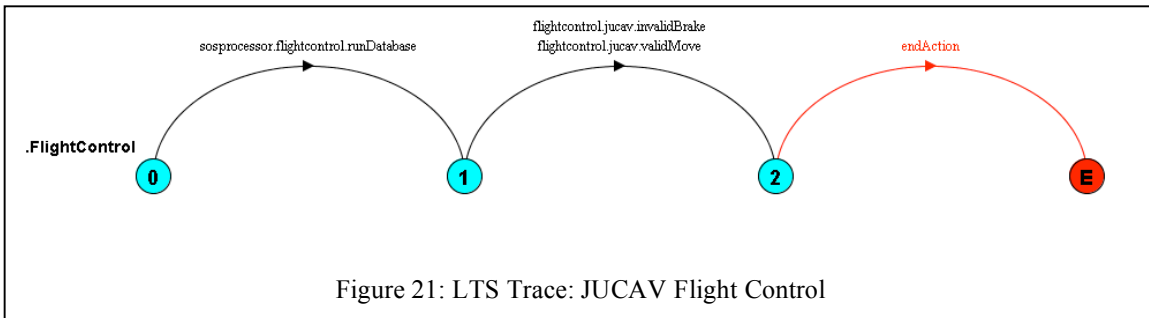 flightcontrol.jucav.invalidBrake
sosprocessor.flightcontrol.runDatabase
flightcontrol.jucav.validMove
endAction
.FlightControl
0
1
2
E
Figure 21: LTS Trace: JUCAV Flight Control